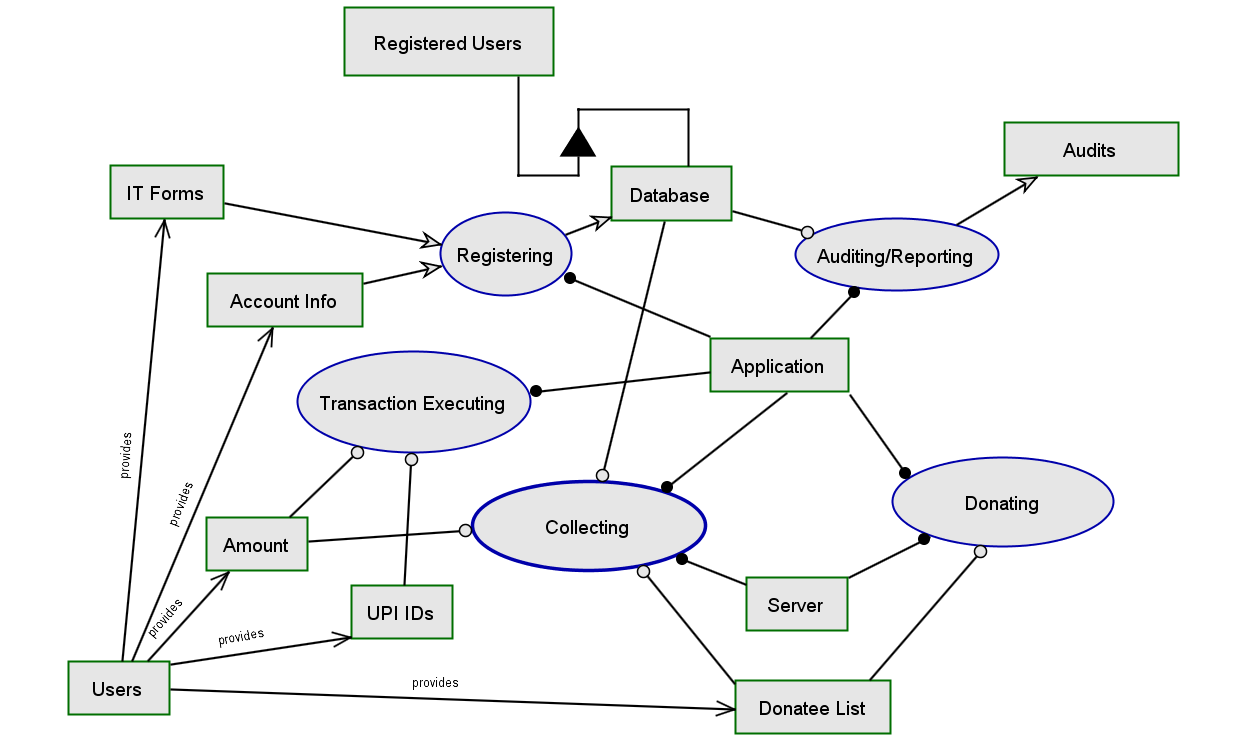 Registered Users
Audits
IT Forms
Database
Registering
Auditing/Reporting
Account Info
Application
Transaction Executing
provides
provides
Donating
Collecting
Amount
provides
UPI IDs
Server
provides
Users
provides
Donatee List